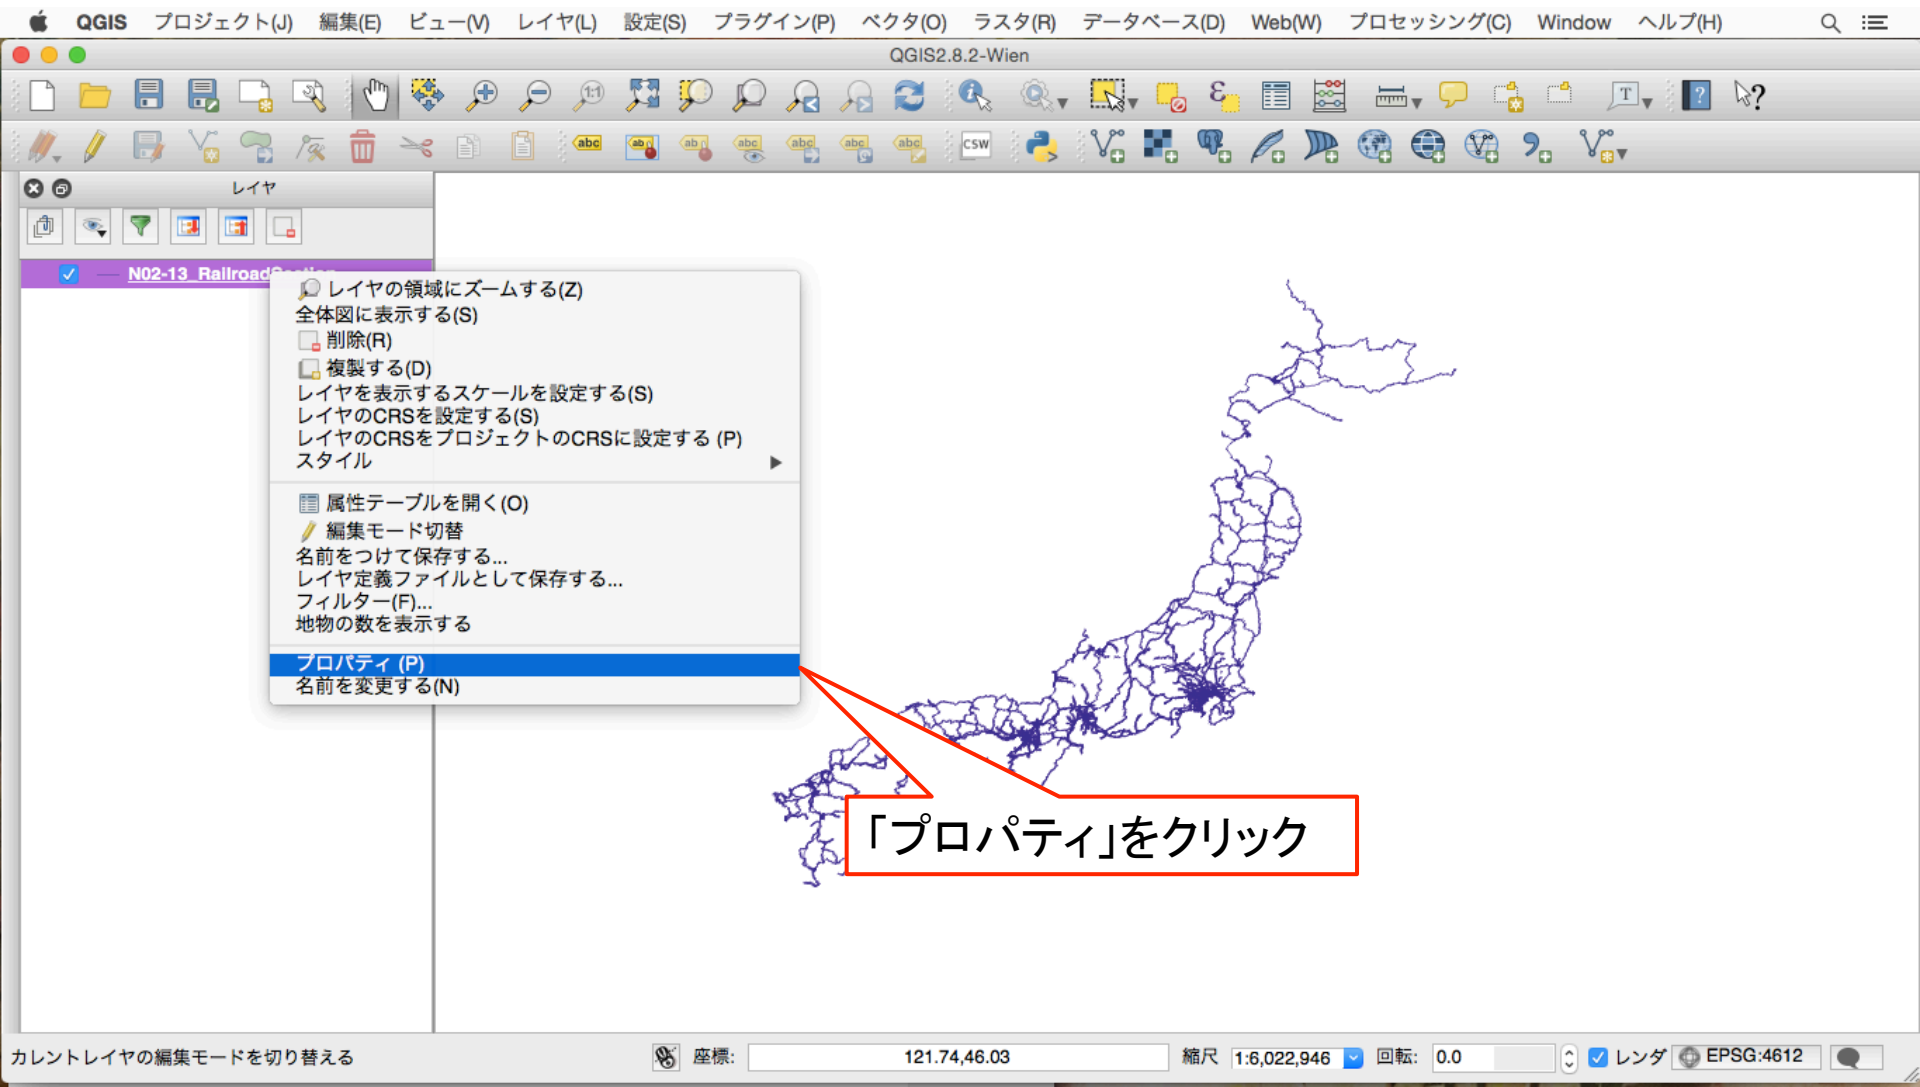 QGIS プロジェクト(J) 編集(E) ビュー(V) レイヤ(L) 設定(S) プラグイン(P) ベクタ(O) ラスタ(R) データベース(D) Web(W) プロセッシング(C) Window ヘルプ(H)
QGIS2.8.2-Wien
1:1
ε
T
?
?
abc
ab
ab
abc
abc
abc
abc
CSW
レイヤ
N02-13_Railroad
レイヤの領域にズームする(Z)
全体図に表示する(S)
削除(R)
複製する(D)
レイヤを表示するスケールを設定する(S)
レイヤのCRSを設定する(S)
レイヤのCRSをプロジェクトのCRSに設定する (P)
スタイル
属性テーブルを開く(O)
編集モード切替
名前をつけて保存する...
レイヤ定義ファイルとして保存する...
フィルター(F)...
地物の数を表示する
プロパティ (P)
名前を変更する(N)
「プロパティ」をクリック
カレントレイヤの編集モードを切り替える 座標: 121.74,46.03 縮尺 1:6,022,946 回転: 0.0 レンダ EPSG:4612